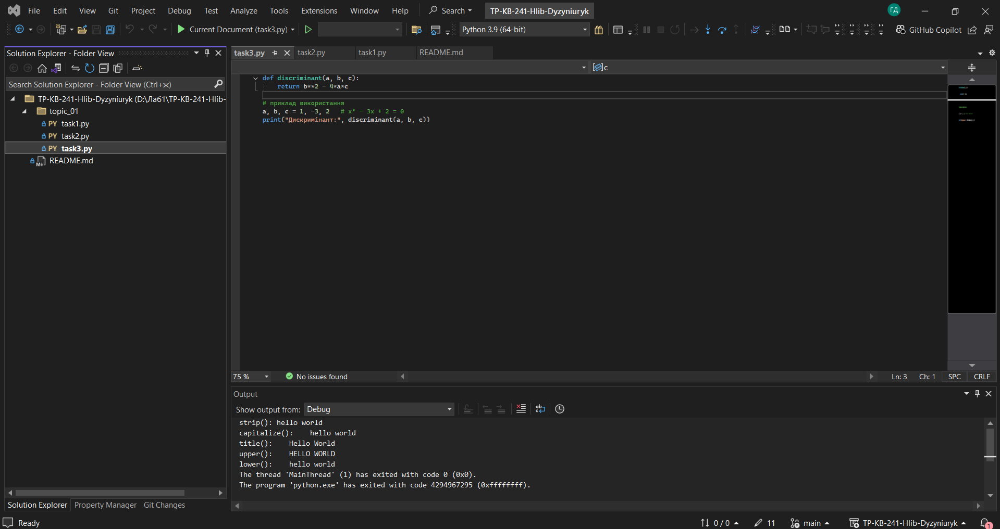 File Edit View Git Project Debug Test Analyze Tools Extensions Window Help Search TP-KB-241-Hlib-Dyzyniuryk ГД
Current Document (task3.py) Python 3.9 (64-bit) GitHub Copilot
Solution Explorer - Folder View
Search Solution Explorer - Folder View (Ctrl+ж)
TP-KB-241-Hlib-Dyzyniuryk (D:\Лаб1\TP-KB-241-Hlib-
topic_01
PY task1.py
PY task2.py
PY task3.py
M↓ README.md
Solution Explorer Property Manager Git Changes
task3.py task2.py task1.py README.md
c
def discriminant(a, b, c):
return b**2 - 4*a*c
# приклад використання
a, b, c = 1, -3, 2 # x² - 3x + 2 = 0
print("Дискримінант:", discriminant(a, b, c))
75 % No issues found Ln: 3 Ch: 1 SPC CRLF
Output
Show output from: Debug
strip(): hello world
capitalize():    hello world
title():    Hello World
upper():    HELLO WORLD
lower():    hello world
The thread 'MainThread' (1) has exited with code 0 (0x0).
The program 'python.exe' has exited with code 4294967295 (0xffffffff).
Ready 0 / 0 11 main TP-KB-241-Hlib-Dyzyniuryk 1